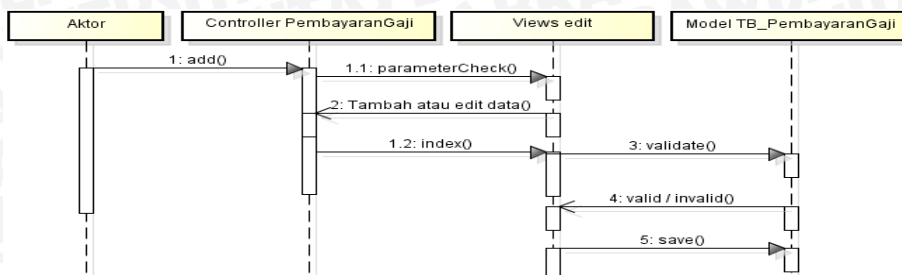 Aktor
Controller PembayaranGaji
Views edit
Model TB_PembayaranGaji
1: add()
1.1: parameterCheck()
2: Tambah atau edit data()
1.2: index()
3: validate()
4: valid / invalid()
5: save()